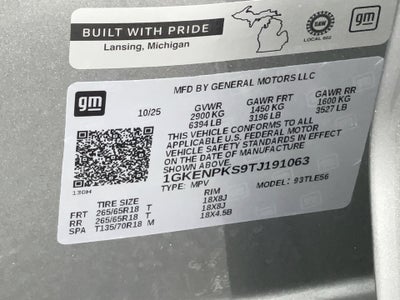 BUILT WITH PRIDE
Lansing, Michigan
UAW
LOCAL 602
gm
gm
MFD BY GENERAL MOTORS LLC
10/25 GVWR GAWR FRT GAWR RR
2900 KG 1450 KG 1600 KG
6394 LB 3196 LB 3527 LB
THIS VEHICLE CONFORMS TO ALL
APPLICABLE U.S. FEDERAL MOTOR
VEHICLE SAFETY STANDARDS IN EFFECT
ON THE DATE OF MANUFACTURE
SHOWN ABOVE.
1GKENPKS9TJ191063
TYPE: MPV MODEL: 93TLE56
130H
TIRE SIZE RIM
FRT 265/65R18 T 18X8J
RR 265/65R18 T 18X8J
SPA T135/70R18 M 18X4.5B